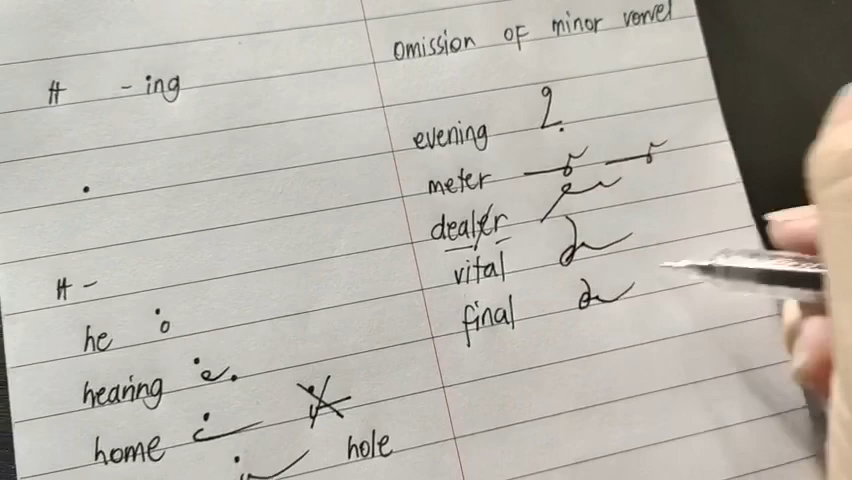 H -ing
.
H -
he
hearing
home
hole
omission of minor vowel
evening
meter
dealer
vital
final